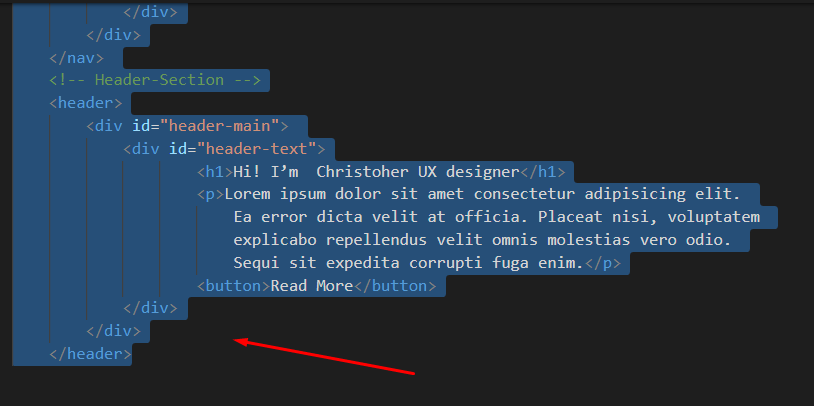 </div>
</div>
</nav>
<!-- Header-Section -->
<header>
<div id="header-main">
<div id="header-text">
<h1>Hi! I’m  Christoher UX designer</h1>
<p>Lorem ipsum dolor sit amet consectetur adipisicing elit.
Ea error dicta velit at officia. Placeat nisi, voluptatem
explicabo repellendus velit omnis molestias vero odio.
Sequi sit expedita corrupti fuga enim.</p>
<button>Read More</button>
</div>
</div>
</header>